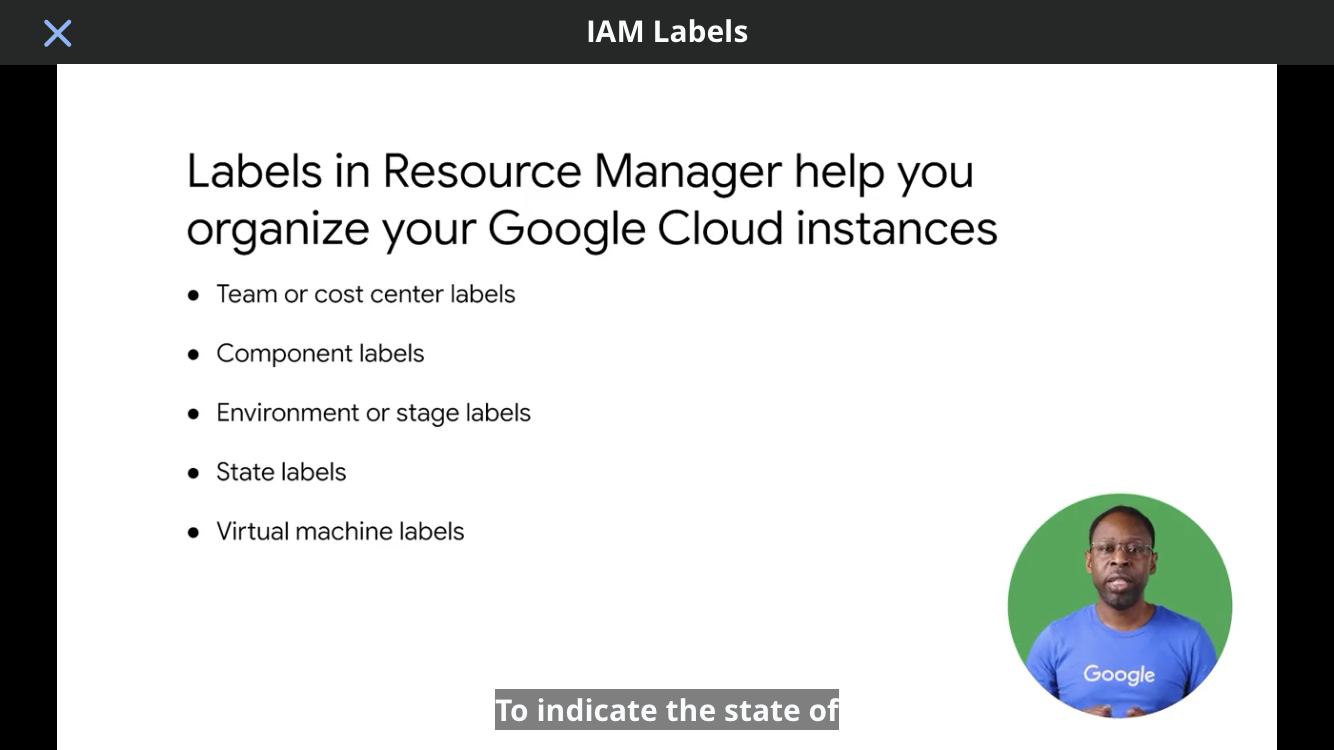 IAM Labels
Labels in Resource Manager help you
organize your Google Cloud instances
● Team or cost center labels
● Component labels
● Environment or stage labels
● State labels
● Virtual machine labels
Google
To indicate the state of